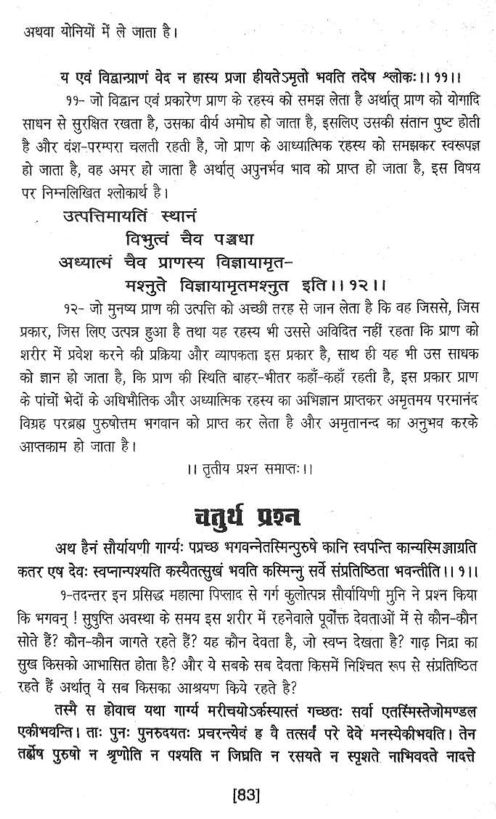 अथवा योनियों में ले जाता है।
य एवं विद्वान्प्राणं वेद न हास्य प्रजा हीयतेऽमृतो भवति तदेष श्लोकः।। ११।।
११- जो विद्वान एवं प्रकारेण प्राण के रहस्य को समझ लेता है अर्थात् प्राण को योगादि
साधन से सुरक्षित रखता है, उसका वीर्य अमोघ हो जाता है, इसलिए उसकी संतान पुष्ट होती
है और वंश-परम्परा चलती रहती है, जो प्राण के आध्यात्मिक रहस्य को समझकर स्वरूपज्ञ
हो जाता है, वह अमर हो जाता है अर्थात् अपुनर्भव भाव को प्राप्त हो जाता है, इस विषय
पर निम्नलिखित श्लोकार्थ है।
उत्पत्तिमायतिं स्थानं
विभुत्वं चैव पञ्चधा
अध्यात्मं चैव प्राणस्य विज्ञायामृत-
मश्नुते विज्ञायामृतमश्नुत इति।। १२।।
१२- जो मुनष्य प्राण की उत्पत्ति को अच्छी तरह से जान लेता है कि वह जिससे, जिस
प्रकार, जिस लिए उत्पन्न हुआ है तथा यह रहस्य भी उससे अविदित नहीं रहता कि प्राण को
शरीर में प्रवेश करने की प्रक्रिया और व्यापकता इस प्रकार है, साथ ही यह भी उस साधक
को ज्ञान हो जाता है, कि प्राण की स्थिति बाहर-भीतर कहाँ-कहाँ रहती है, इस प्रकार प्राण
के पांचों भेदों के अधिभौतिक और अध्यात्मिक रहस्य का अभिज्ञान प्राप्तकर अमृतमय परमानंद
विग्रह परब्रह्म पुरुषोत्तम भगवान को प्राप्त कर लेता है और अमृतानन्द का अनुभव करके
आप्तकाम हो जाता है।
।। तृतीय प्रश्न समाप्तः।।
चतुर्थ प्रश्न
अथ हैनं सौर्यायणी गार्ग्यः पप्रच्छ भगवन्नेतस्मिन्पुरुषे कानि स्वपन्ति कान्यस्मिञ्जाग्रति
कतर एष देवः स्वप्नान्पश्यति कस्यैतत्सुखं भवति कस्मिन्नु सर्वे संप्रतिष्ठिता भवन्तीति।। १।।
१-तदन्तर इन प्रसिद्ध महात्मा पिप्लाद से गर्ग कुलोत्पन्न सौर्यायिणी मुनि ने प्रश्न किया
कि भगवन् ! सुषुप्ति अवस्था के समय इस शरीर में रहनेवाले पूर्वोक्त देवताओं में से कौन-कौन
सोते हैं? कौन-कौन जागते रहते हैं? यह कौन देवता है, जो स्वप्न देखता है? गाढ़ निद्रा का
सुख किसको आभासित होता है? और ये सबके सब देवता किसमें निश्चित रूप से संप्रतिष्ठित
रहते हैं अर्थात् ये सब किसका आश्रयण किये रहते है?
तस्मै स होवाच यथा गार्ग्य मरीचयोऽर्कस्यास्तं गच्छतः सर्वा एतस्मिंस्तेजोमण्डल
एकीभवन्ति। ताः पुनः पुनरुदयतः प्रचरन्त्येवं ह वै तत्सर्वं परे देवे मनस्येकीभवति। तेन
तर्ह्येष पुरुषो न श्रृणोति न पश्यति न जिघ्रति न रसयते न स्पृशते नाभिवदते नादत्ते
[83]